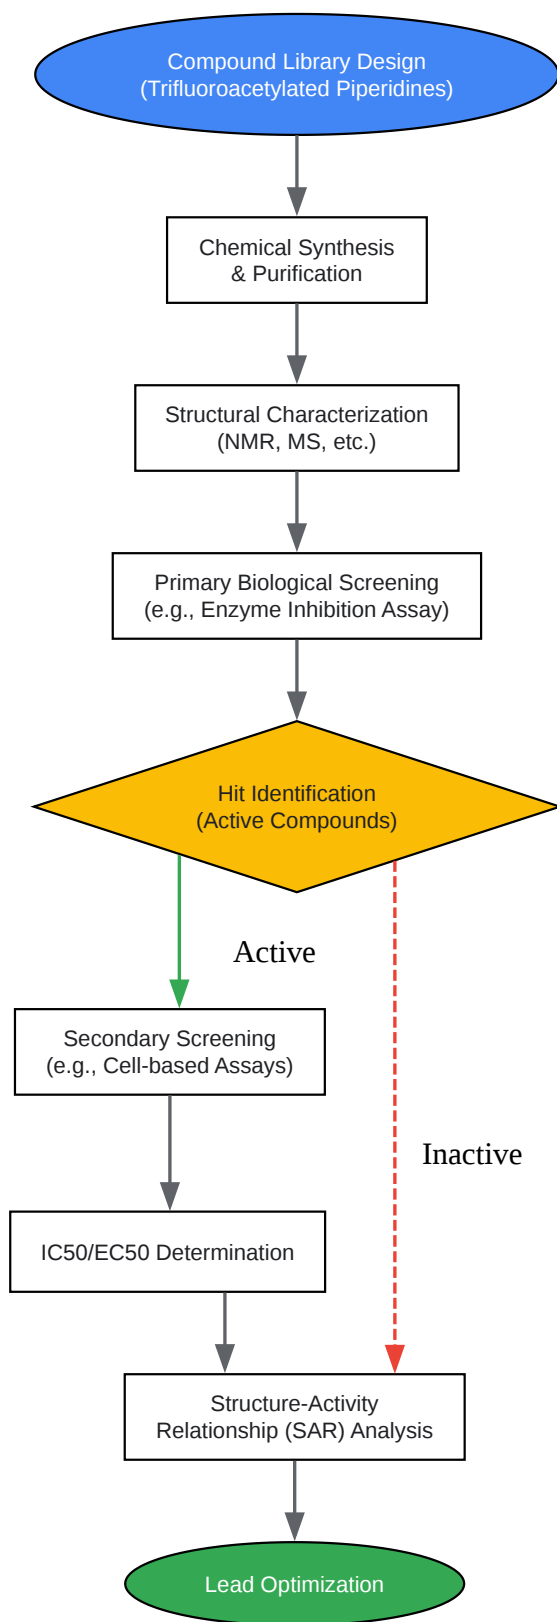 Compound Library Design
(Trifluoroacetylated Piperidines)
Chemical Synthesis
& Purification
Structural Characterization
(NMR, MS, etc.)
Primary Biological Screening
(e.g., Enzyme Inhibition Assay)
Hit Identification
(Active Compounds)
Active
Secondary Screening
(e.g., Cell-based Assays)
Inactive
IC50/EC50 Determination
Structure-Activity
Relationship (SAR) Analysis
Lead Optimization